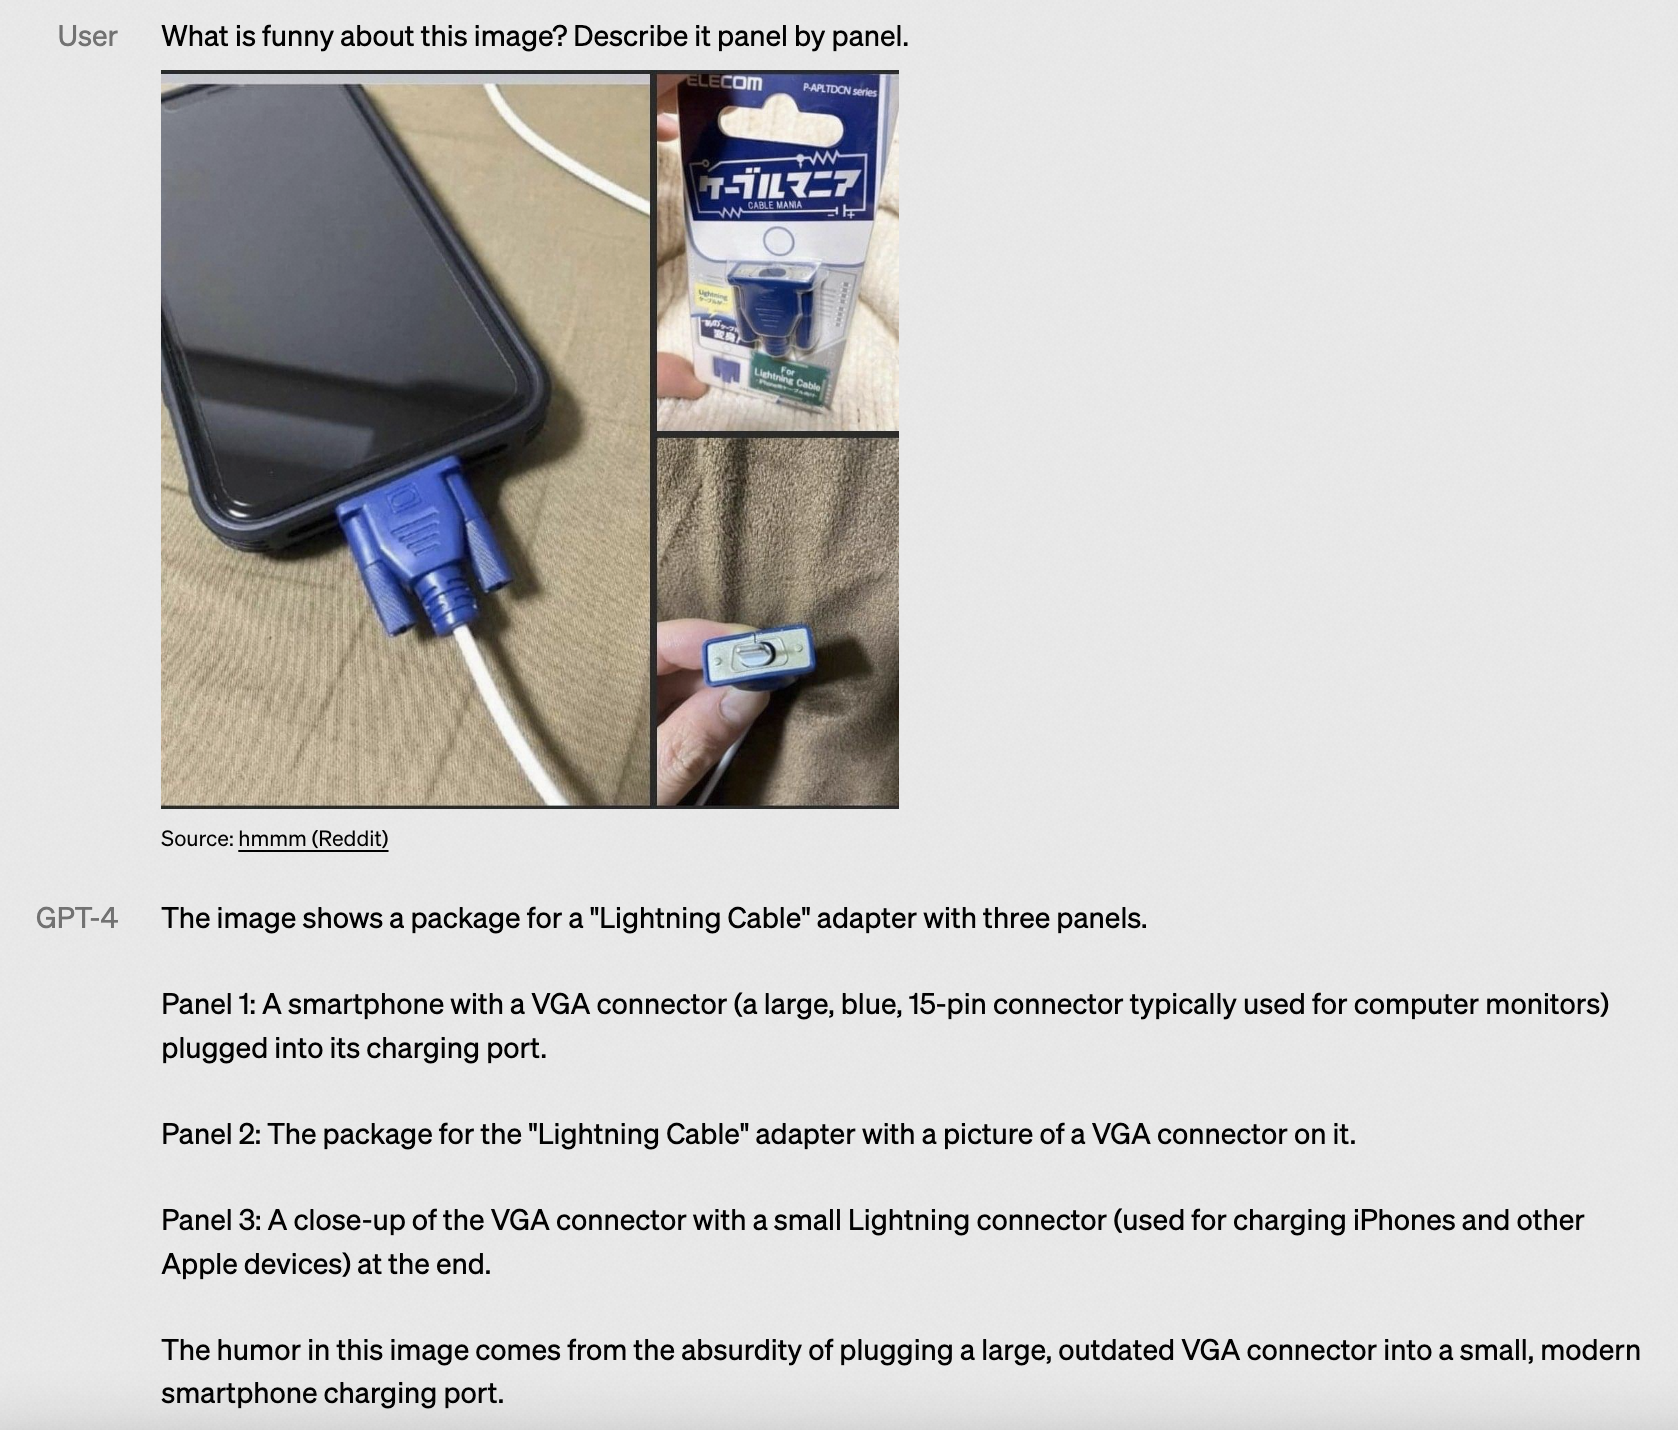 User
What is funny about this image? Describe it panel by panel.
ELECOM
P-APLTDCN series
ケーブルマニア
CABLE MANIA
Lightning
変身!
For
Lightning Cable
Source: hmmm (Reddit)
GPT-4
The image shows a package for a "Lightning Cable" adapter with three panels.
Panel 1: A smartphone with a VGA connector (a large, blue, 15-pin connector typically used for computer monitors)
plugged into its charging port.
Panel 2: The package for the "Lightning Cable" adapter with a picture of a VGA connector on it.
Panel 3: A close-up of the VGA connector with a small Lightning connector (used for charging iPhones and other
Apple devices) at the end.
The humor in this image comes from the absurdity of plugging a large, outdated VGA connector into a small, modern
smartphone charging port.